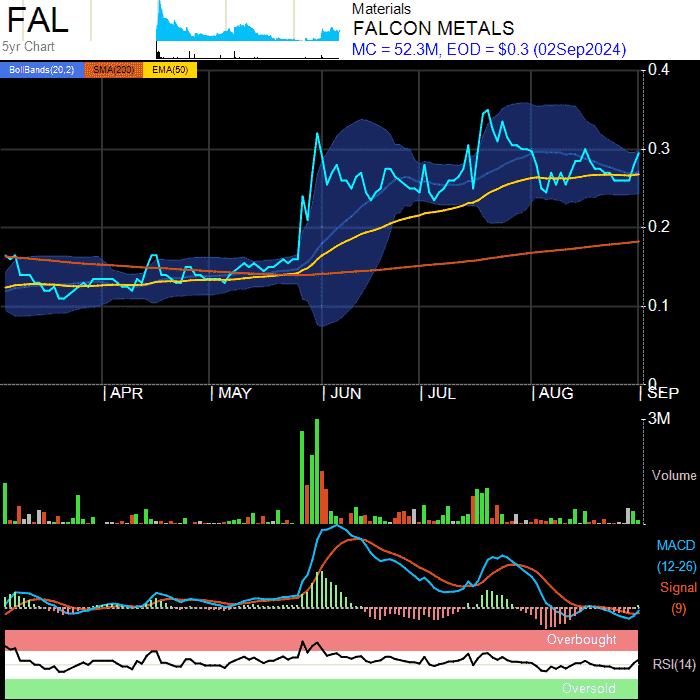 FAL
5yr Chart
Materials
FALCON METALS
MC = 52.3M, EOD = $0.3 (02Sep2024)
BollBands(20,2) SMA(200) EMA(50)
0.4
0.3
0.2
0.1
0
APR MAY JUN JUL AUG SEP
3M
Volume
MACD
(12-26)
Signal
(9)
Overbought
RSI(14)
Oversold